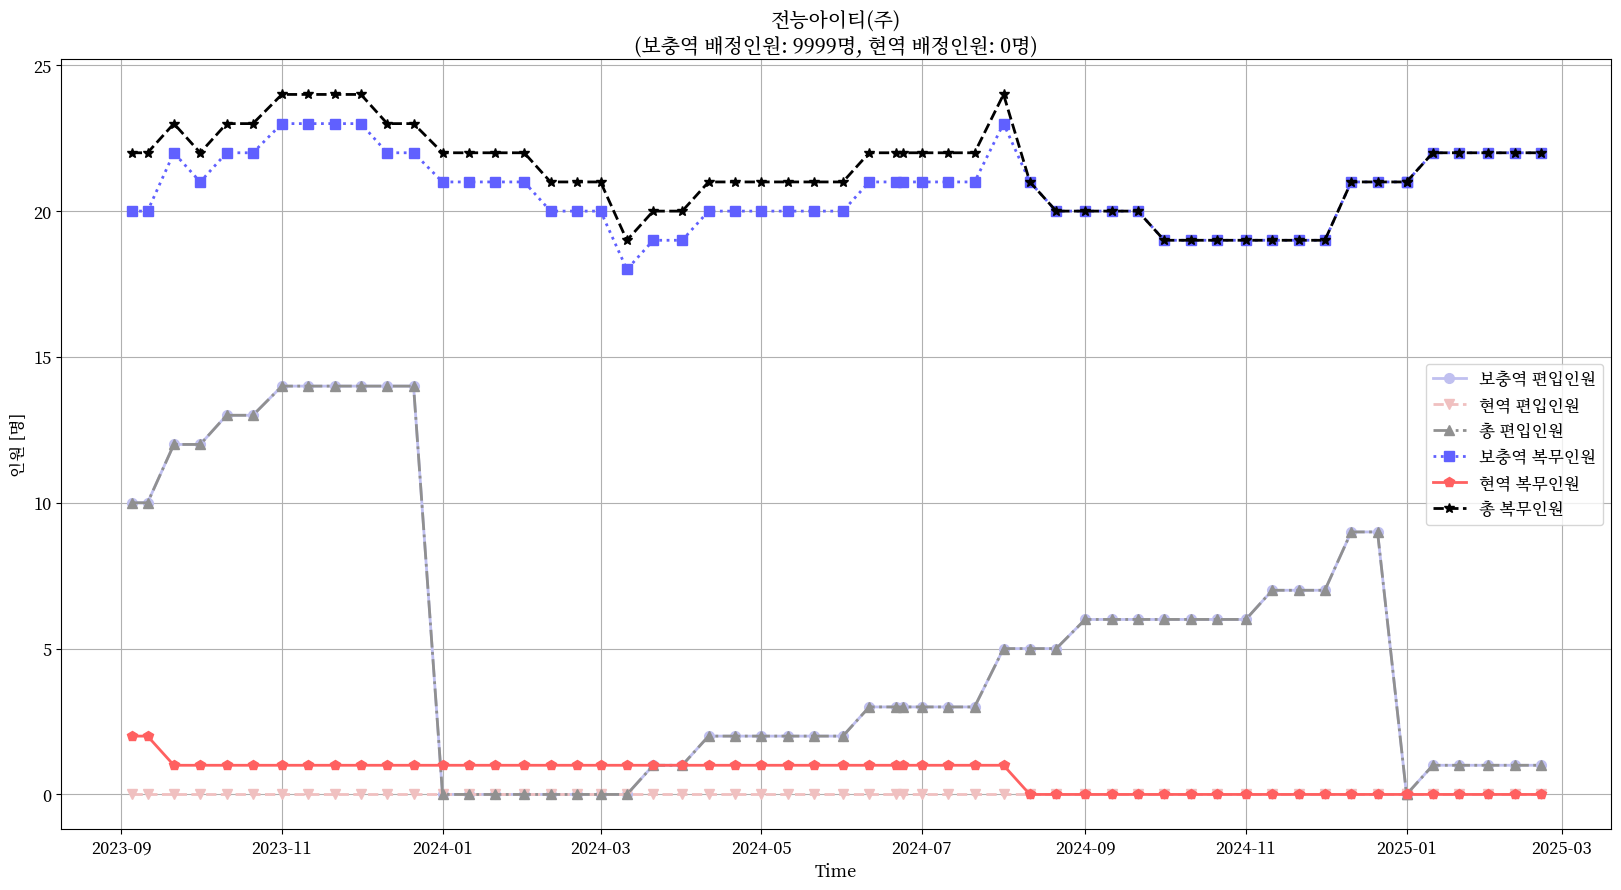 전능아이티(주)
(보충역 배정인원: 9999명, 현역 배정인원: 0명)
25
20
15
10
5
0
인원 [명]
보충역 편입인원
현역 편입인원
총 편입인원
보충역 복무인원
현역 복무인원
총 복무인원
2023-09 2023-11 2024-01 2024-03 2024-05 2024-07 2024-09 2024-11 2025-01 2025-03
Time